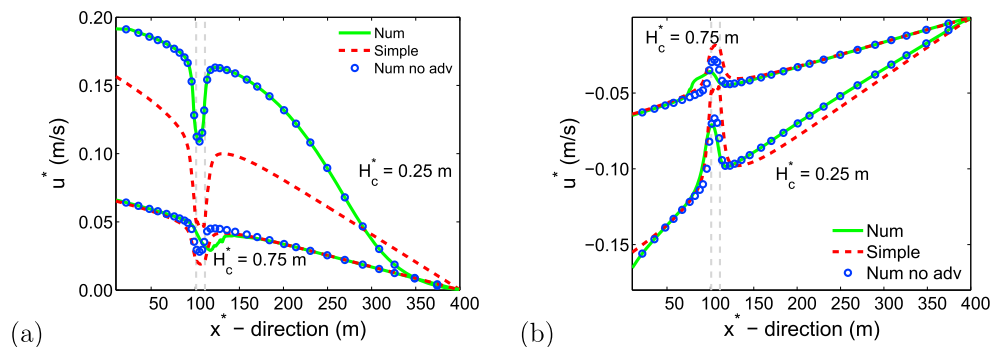 0.20
0.15
0.10
0.05
0.00
u* (m/s)
Num
Simple
Num no adv
H*c = 0.25 m
H*c = 0.75 m
50 100 150 200 250 300 350 400
x* − direction (m)
(a)
−0.05
−0.10
−0.15
u* (m/s)
H*c = 0.75 m
H*c = 0.25 m
Num
Simple
Num no adv
50 100 150 200 250 300 350 400
x* − direction (m)
(b)